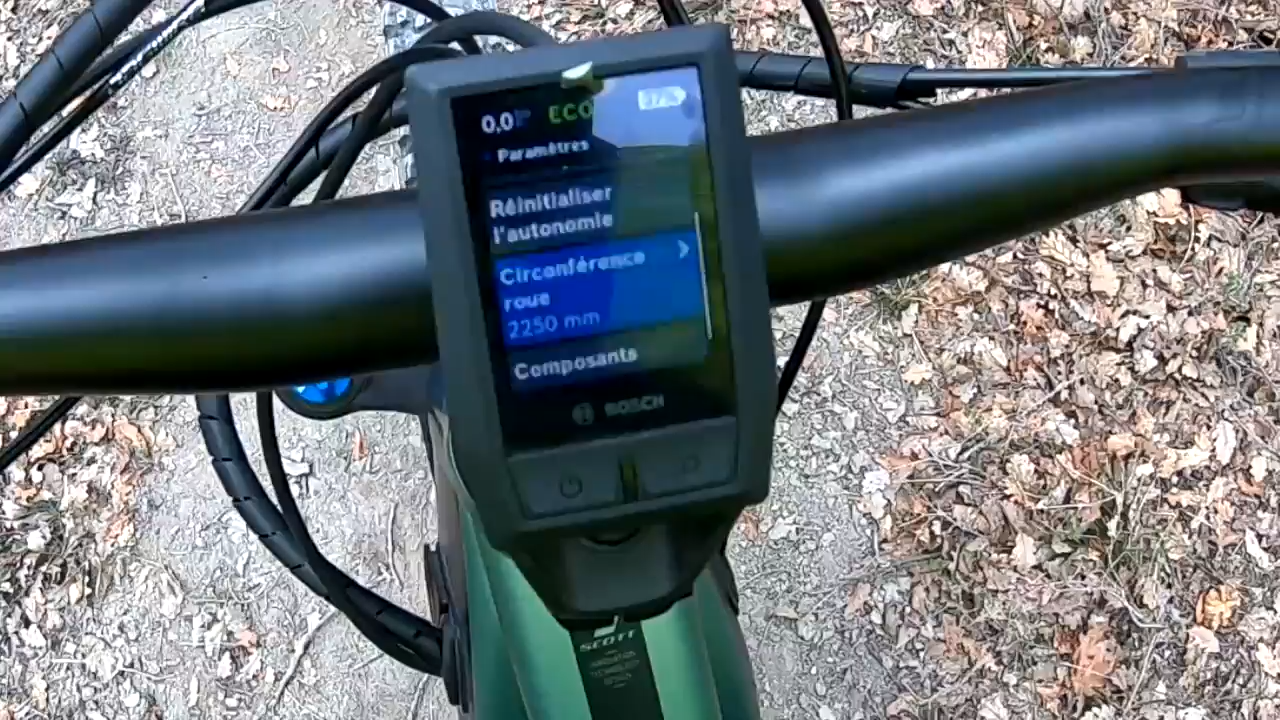 0.0 ECO
Paramètres
Réinitialiser
l'autonomie
Circonférence
roue
2250 mm
Composants
BOSCH
SCOTT